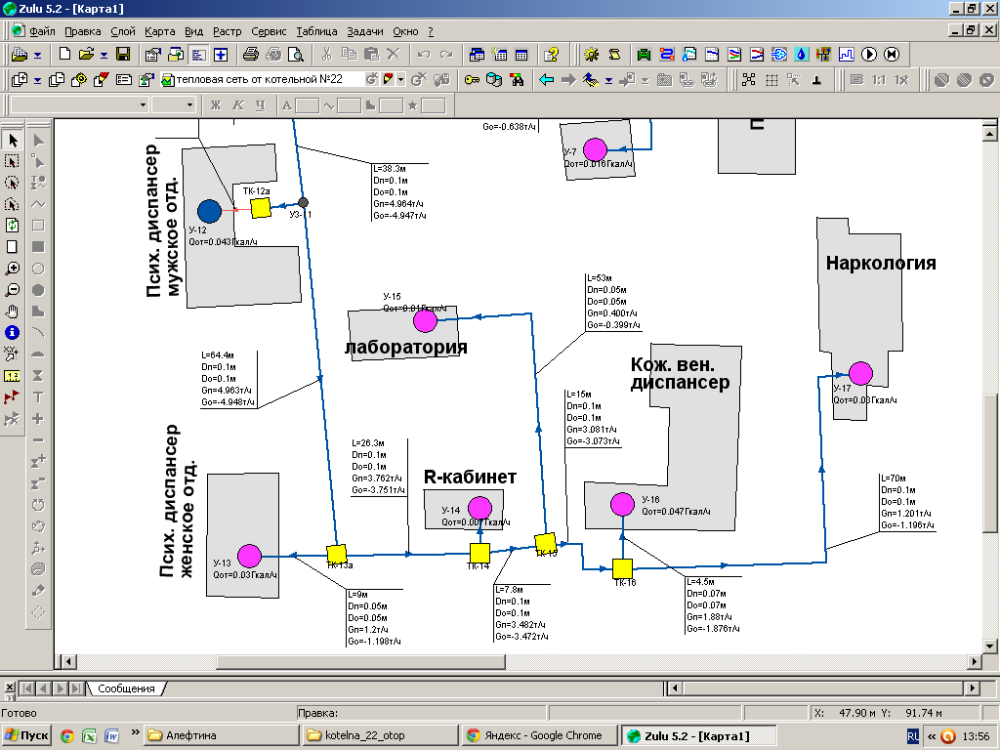 Zulu 5.2 - [Карта1]
Файл Правка Слой Карта Вид Растр Сервис Таблица Задачи Окно ?
тепловая сеть от котельной №22
1:1
Ж К Ч
А
Gо=-0.638т/ч
У-7
Qот=0.016Гкал/ч
П
Псих. диспансер
мужское отд.
ТК-12а
У-12
Qот=0.043Гкал/ч
УЗ-11
L=38.3м
Dп=0.1м
Dо=0.1м
Gп=4.964т/ч
Gо=-4.947т/ч
Наркология
L=53м
Dп=0.05м
Dо=0.05м
Gп=0.400т/ч
Gо=-0.399т/ч
У-15
Qот=0.01Гкал/ч
лаборатория
L=64.4м
Dп=0.1м
Dо=0.1м
Gп=4.963т/ч
Gо=-4.948т/ч
Кож. вен.
диспансер
У-17
Qот=0.03Гкал/ч
L=15м
Dп=0.1м
Dо=0.1м
Gп=3.081т/ч
Gо=-3.073т/ч
Псих. диспансер
женское отд.
L=26.3м
Dп=0.1м
Dо=0.1м
Gп=3.762т/ч
Gо=-3.751т/ч
R-кабинет
У-14
Qот=0.007Гкал/ч
У-16
Qот=0.047Гкал/ч
L=70м
Dп=0.1м
Dо=0.1м
Gп=1.201т/ч
Gо=-1.196т/ч
У-13
Qот=0.03Гкал/ч
ТК-13а
ТК-14
ТК-15
ТК-16
L=9м
Dп=0.05м
Dо=0.05м
Gп=1.2т/ч
Gо=-1.198т/ч
L=7.8м
Dп=0.1м
Dо=0.1м
Gп=3.482т/ч
Gо=-3.472т/ч
L=4.5м
Dп=0.07м
Dо=0.07м
Gп=1.88т/ч
Gо=-1.876т/ч
Сообщения
Готово Правка: X: 47.90 м Y: 91.74 м
Пуск Алефтина kotelna_22_otop Яндекс - Google Chrome Zulu 5.2 - [Карта1] RU « 13:56